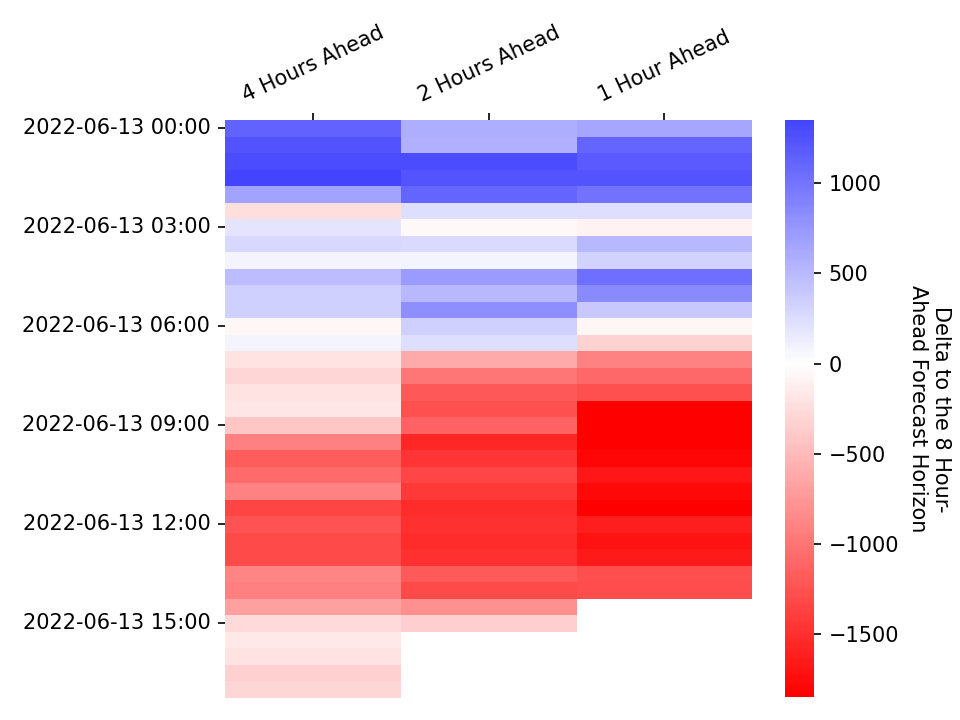 4 Hours Ahead
2 Hours Ahead
1 Hour Ahead
2022-06-13 00:00
2022-06-13 03:00
2022-06-13 06:00
2022-06-13 09:00
2022-06-13 12:00
2022-06-13 15:00
1000
500
0
−500
−1000
−1500
Delta to the 8 Hour-
Ahead Forecast Horizon